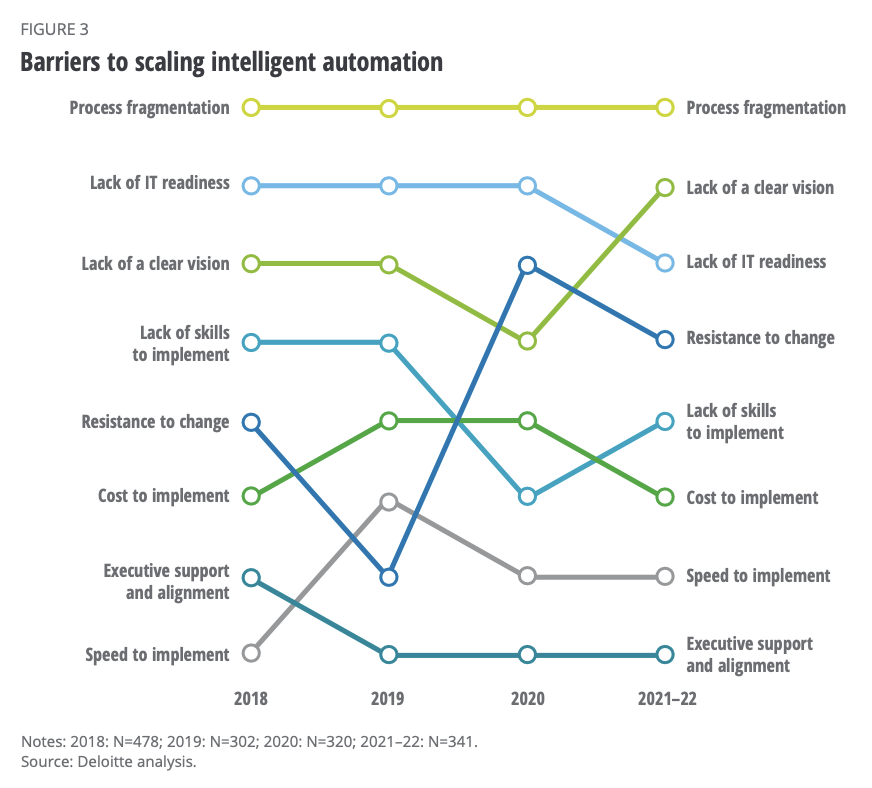 FIGURE 3
Barriers to scaling intelligent automation
Process fragmentation
Lack of IT readiness
Lack of a clear vision
Lack of skills
to implement
Resistance to change
Cost to implement
Executive support
and alignment
Speed to implement
Process fragmentation
Lack of a clear vision
Lack of IT readiness
Resistance to change
Lack of skills
to implement
Cost to implement
Speed to implement
Executive support
and alignment
2018
2019
2020
2021–22
Notes: 2018: N=478; 2019: N=302; 2020: N=320; 2021–22: N=341.
Source: Deloitte analysis.